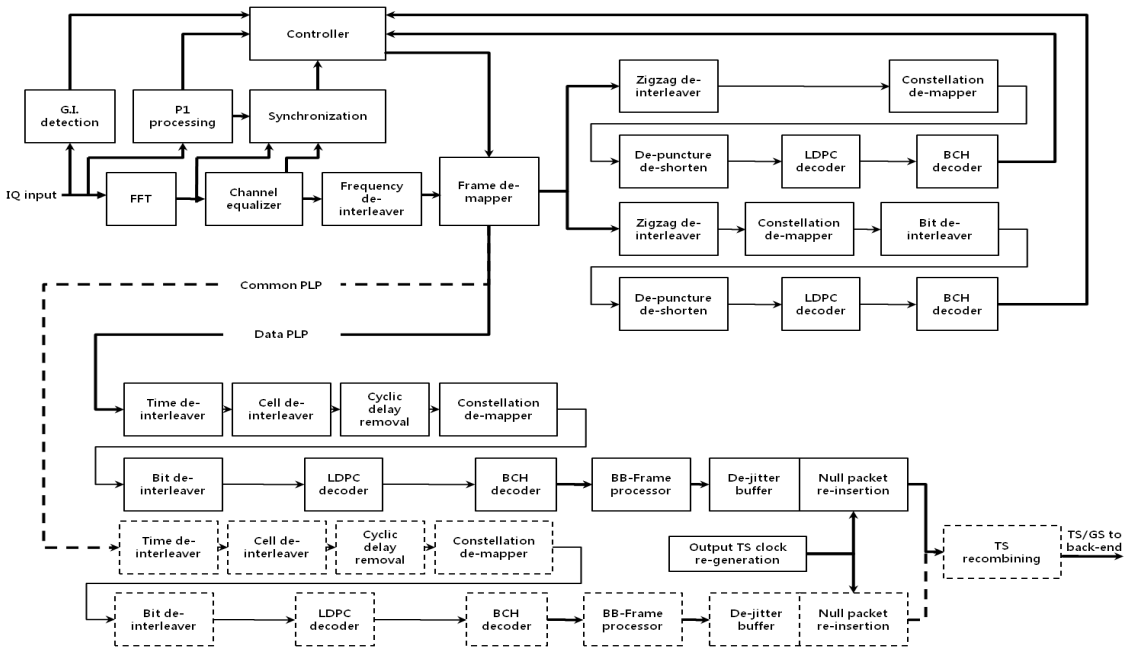 Controller
G.I.
detection
P1
processing
Synchronization
Zigzag de-
interleaver
Constellation
de-mapper
De-puncture
de-shorten
LDPC
decoder
BCH
decoder
IQ input
FFT
Channel
equalizer
Frequency
de-
interleaver
Frame de-
mapper
Zigzag de-
interleaver
Constellation
de-mapper
Bit de-
interleaver
De-puncture
de-shorten
LDPC
decoder
BCH
decoder
Common PLP
Data PLP
Time de-
interleaver
Cell de-
interleaver
Cyclic
delay
removal
Constellation
de-mapper
Bit de-
interleaver
LDPC
decoder
BCH
decoder
BB-Frame
processor
De-jitter
buffer
Null packet
re-insertion
Time de-
interleaver
Cell de-
interleaver
Cyclic
delay
removal
Constellation
de-mapper
Output TS clock
re-generation
TS
recombining
TS/GS to
back-end
Bit de-
interleaver
LDPC
decoder
BCH
decoder
BB-Frame
processor
De-jitter
buffer
Null packet
re-insertion